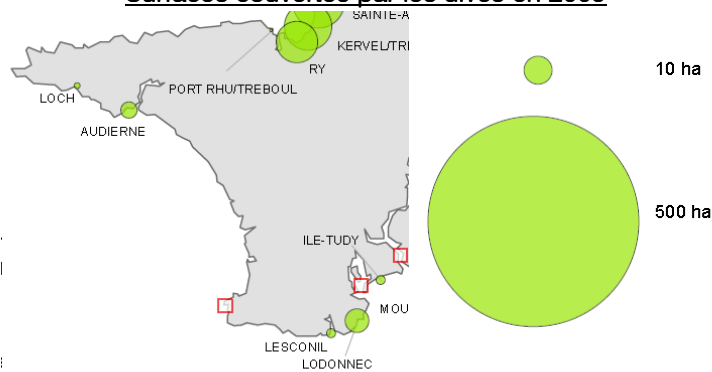 SAINTE-A
KERVEL/TRE
RY
PORT RHU/TREBOUL
LOCH
AUDIERNE
ILE-TUDY
MOU
LESCONIL
LODONNEC
10 ha
500 ha